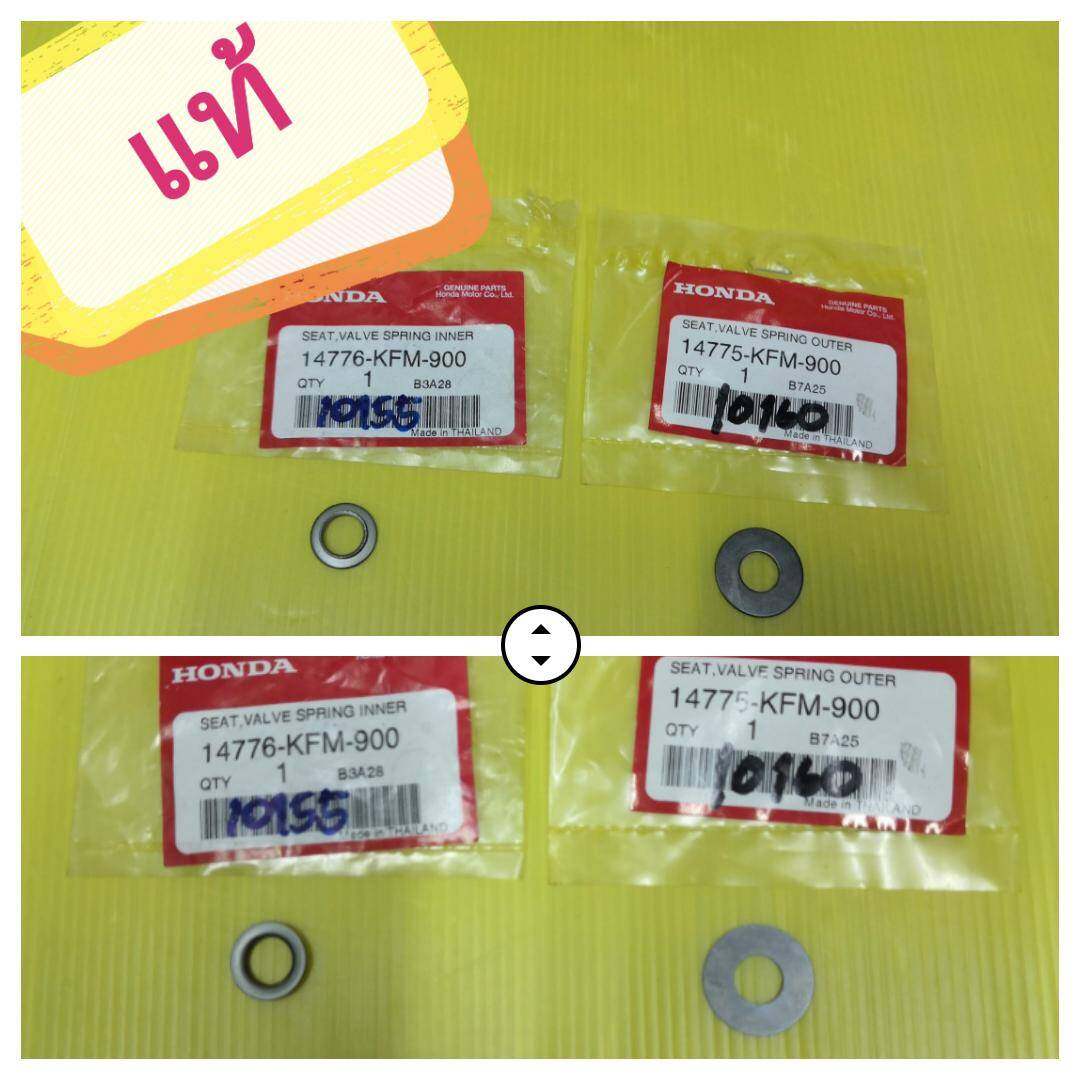 แท้
HONDA
GENUINE PARTS
Honda Motor Co., Ltd.
SEAT,VALVE SPRING INNER
14776-KFM-900
QTY 1 B3A28
10155
Made in THAILAND
HONDA
GENUINE PARTS
Honda Motor Co., Ltd.
SEAT,VALVE SPRING OUTER
14775-KFM-900
QTY 1 B7A25
10160
Made in THAILAND
HONDA
SEAT,VALVE SPRING INNER
14776-KFM-900
QTY 1 B3A28
10155
Made in THAILAND
SEAT,VALVE SPRING OUTER
14775-KFM-900
QTY 1 B7A25
10160
Made in THAILAND